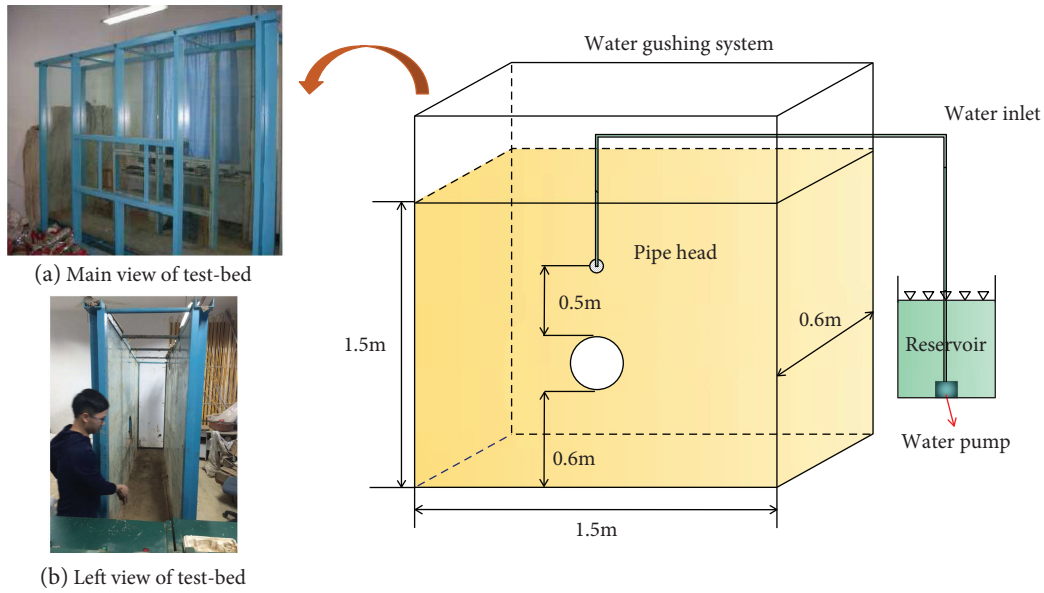 Water gushing system
Water inlet
(a) Main view of test-bed
Pipe head
0.5m
0.6m
1.5m
Reservoir
0.6m
Water pump
1.5m
(b) Left view of test-bed